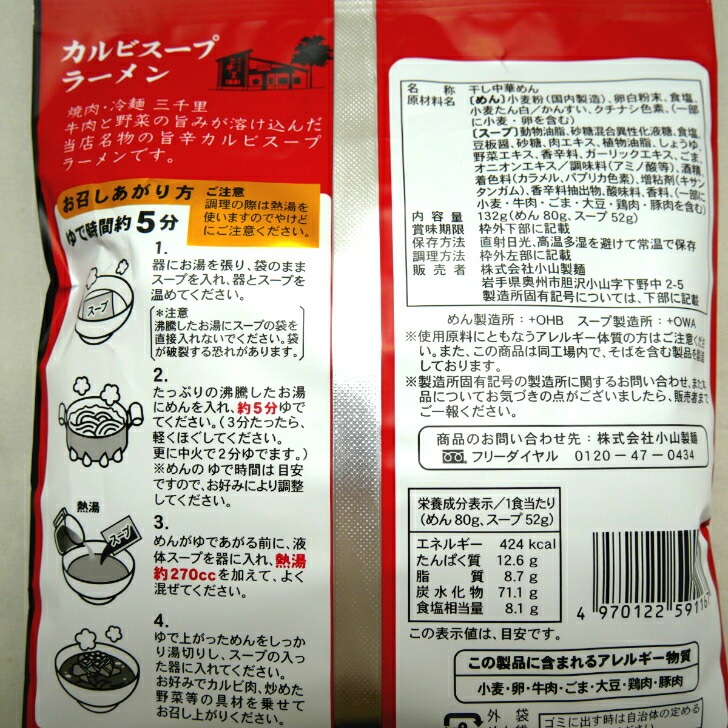 カルビスープ
ラーメン
焼肉・冷麺 三千里
牛肉と野菜の旨みが溶け込んだ
当店名物の旨辛カルビスープ
ラーメンです。
お召しあがり方
ゆで時間約5分
ご注意
調理の際は熱湯を
使いますのでやけど
にご注意ください。
1.
器にお湯を張り、袋のまま
スープを入れ、器とスープを
温めてください。
*注意
沸騰したお湯にスープの袋を
直接入れないでください。袋
が破裂する恐れがあります。
スープ
2.
たっぷりの沸騰したお湯
にめんを入れ、約5分ゆで
てください。(3分たったら、
軽くほぐしてください。
更に中火で2分ゆでます。)
※めんのゆで時間は目安
ですので、お好みにより調整
してください。
熱湯
スープ
3.
めんがゆであがる前に、液
体スープを器に入れ、熱湯
約270ccを加えて、よく
混ぜてください。
4.
ゆで上がっためんをしっか
り湯切りし、スープの入っ
た器に入れてください。
お好みでカルビ肉、炒めた
野菜等の具材を乗せて
お召し上がりください。
名称 干し中華めん
原材料名 【めん】小麦粉(国内製造)、卵白粉末、食塩、
小麦たん白/かんすい、クチナシ色素、(一部
に小麦・卵を含む)
【スープ】動物油脂、砂糖混合異性化液糖、食塩、
豆板醤、砂糖、肉エキス、植物油脂、しょうゆ、
野菜エキス、香辛料、ガーリックエキス、ごま、
オニオンエキス/調味料(アミノ酸等)、酒精、
着色料(カラメル、パプリカ色素)、増粘剤(キサン
タンガム)、香辛料抽出物、酸味料、香料、(一部に
小麦・牛肉・ごま・大豆・鶏肉・豚肉を含む)
内容量 132g(めん 80g、スープ 52g)
賞味期限 枠外下部に記載
保存方法 直射日光、高温多湿を避けて常温で保存
調理方法 枠外左部に記載
販売者 株式会社小山製麺
岩手県奥州市胆沢小山字下野中 2-5
製造所固有記号については、下部に記載
めん製造所:+OHB スープ製造所:+OWA
※使用原料にともなうアレルギー体質の方はご注意くださ
い。また、この商品は同工場内で、そばを含む製品を製造
しております。
※製造所固有記号の製造所に関するお問い合わせ、また本
品についてお気づきの点がございましたら、販売者まで
ご一報ください。
商品のお問い合わせ先:株式会社小山製麺
フリーダイヤル 0120-47-0434
栄養成分表示/1食当たり
(めん 80g、スープ 52g)
エネルギー 424 kcal
たんぱく質 12.6 g
脂質 8.7 g
炭水化物 71.1 g
食塩相当量 8.1 g
この表示値は、目安です。
4 970122 59116
この製品に含まれるアレルギー物質
小麦・卵・牛肉・ごま・大豆・鶏肉・豚肉
外袋
ゴミに出す時は自治体の定める